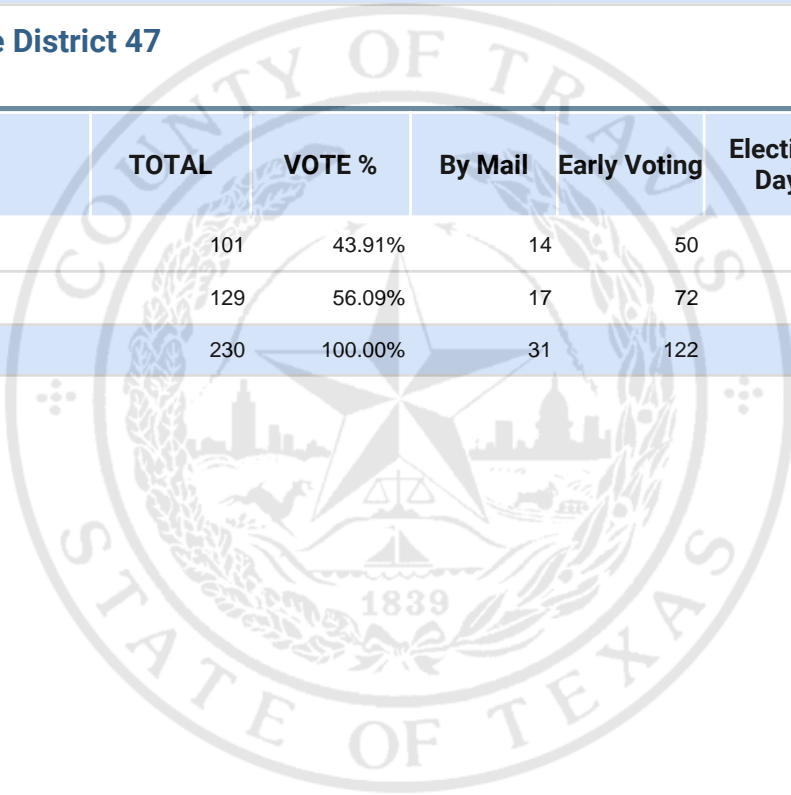 e District 47
TOTAL VOTE % By Mail Early Voting Electi
Day
101 43.91% 14 50
129 56.09% 17 72
230 100.00% 31 122
COUNTY OF TRAVIS
1839
STATE OF TEXAS